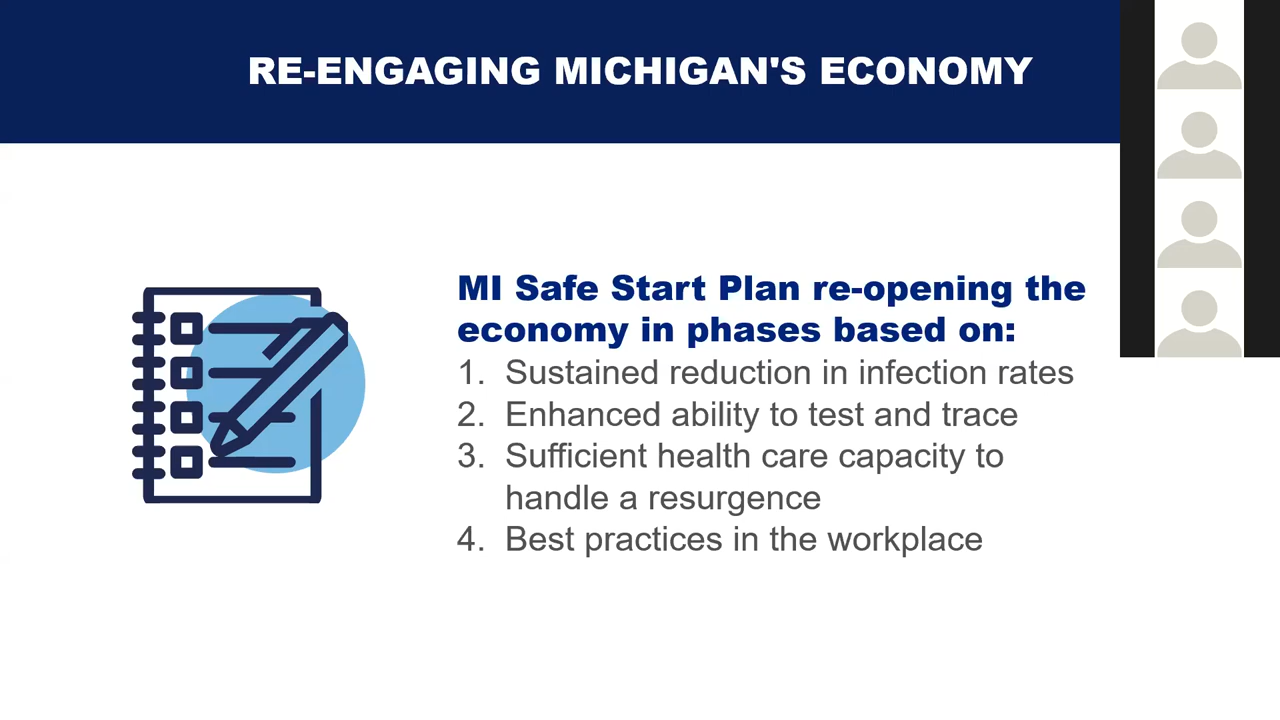 RE-ENGAGING MICHIGAN'S ECONOMY
MI Safe Start Plan re-opening the
economy in phases based on:
1. Sustained reduction in infection rates
2. Enhanced ability to test and trace
3. Sufficient health care capacity to
handle a resurgence
4. Best practices in the workplace